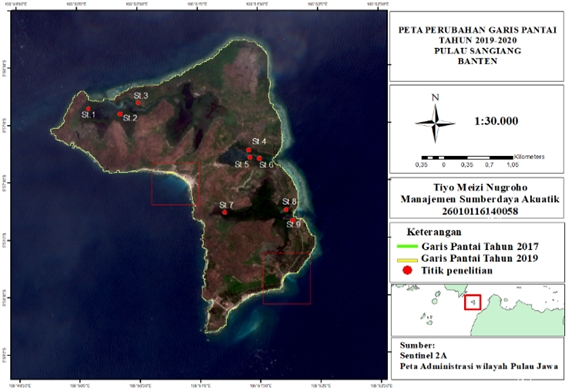 PETA PERUBAHAN GARIS PANTAI
TAHUN 2019-2020
PULAU SANGIANG
BANTEN
N
1:30.000
0,35 0 0,35 0,70 1,05 Kilometers
Tiyo Meizi Nugroho
Manajemen Sumberdaya Akuatik
26010116140058
Keterangan
Garis Pantai Tahun 2017
Garis Pantai Tahun 2019
Titik penelitian
Sumber:
Sentinel 2A
Peta Administrasi wilayah Pulau Jawa
St.1
St.2
St.3
St.4
St.5
St.6
St.7
St.8
St.9